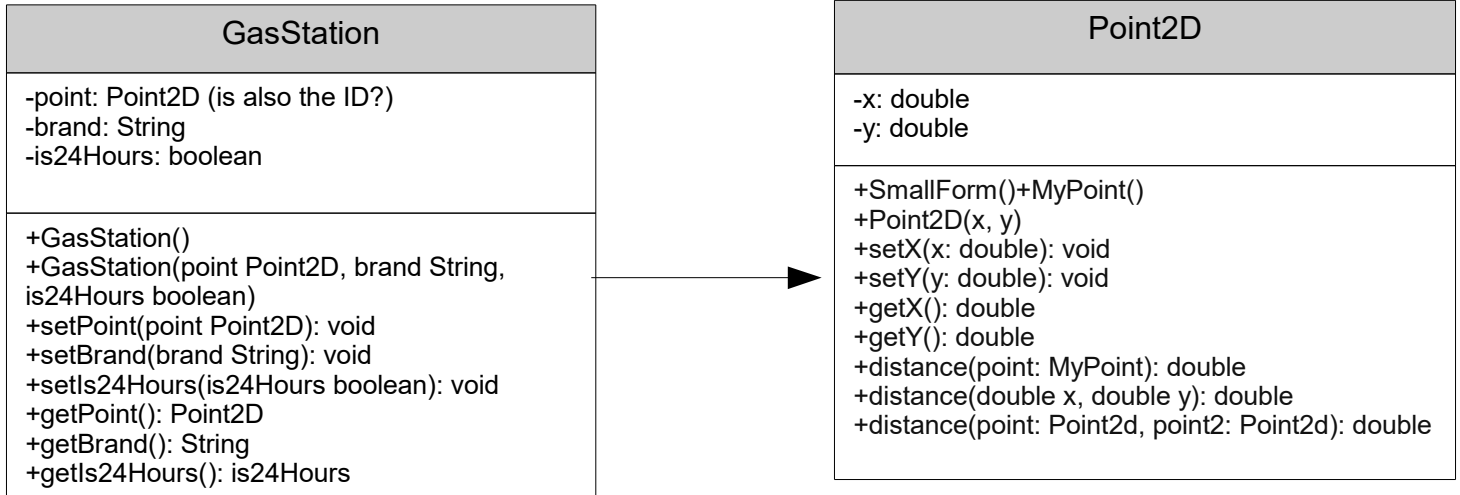 GasStation
-point: Point2D (is also the ID?)
-brand: String
-is24Hours: boolean
+GasStation()
+GasStation(point Point2D, brand String,
is24Hours boolean)
+setPoint(point Point2D): void
+setBrand(brand String): void
+setIs24Hours(is24Hours boolean): void
+getPoint(): Point2D
+getBrand(): String
+getIs24Hours(): is24Hours
Point2D
-x: double
-y: double
+SmallForm()+MyPoint()
+Point2D(x, y)
+setX(x: double): void
+setY(y: double): void
+getX(): double
+getY(): double
+distance(point: MyPoint): double
+distance(double x, double y): double
+distance(point: Point2d, point2: Point2d): double